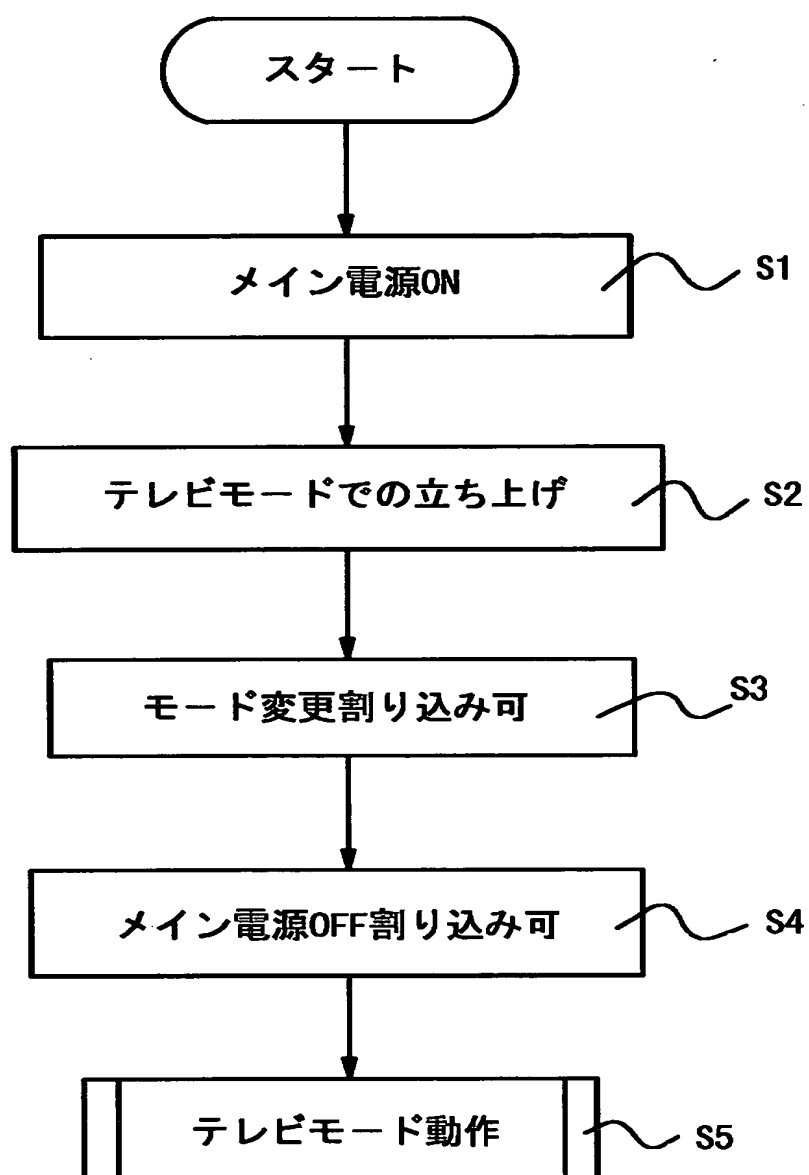 スタート
メイン電源ON
S1
テレビモードでの立ち上げ
S2
モード変更割り込み可
S3
メイン電源OFF割り込み可
S4
テレビモード動作
S5